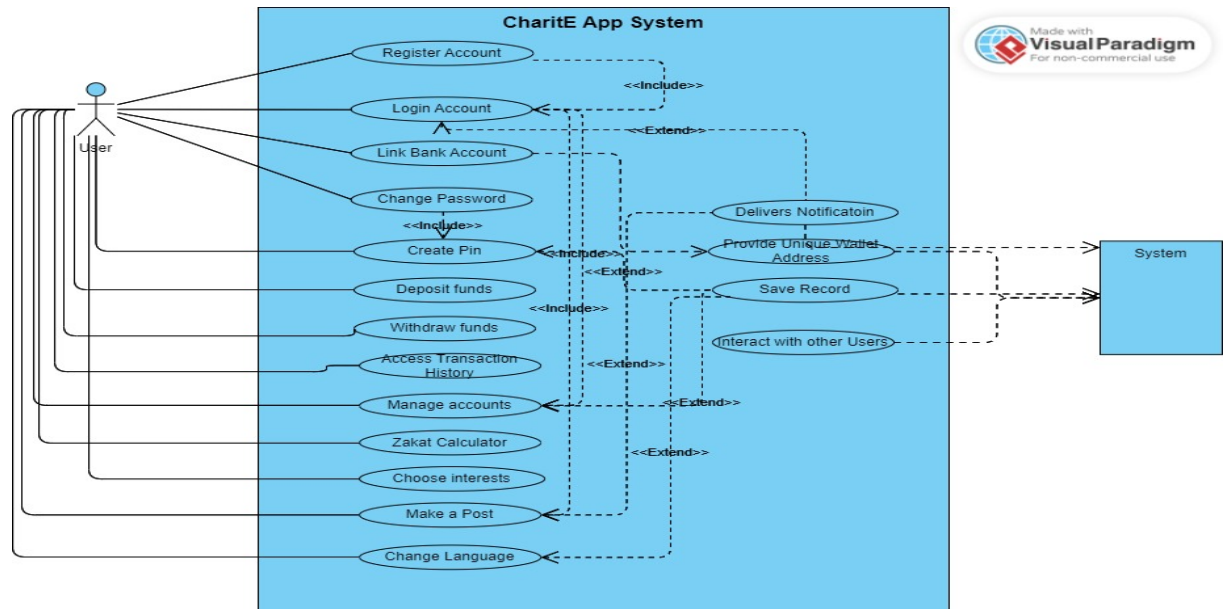 CharitE App System
Made with
Visual Paradigm
For non-commercial use
Register Account
<<Include>>
Login Account
<<Extend>>
User
Link Bank Account
Change Password
Delivers Notificatoin
<<Include>>
Create Pin
<<Include>>
Provide Unique Wallet
Address
System
<<Extend>>
Deposit funds
Save Record
<<Include>>
Withdraw funds
Interact with other Users
Access Transaction
History
<<Extend>>
Manage accounts
<<Extend>>
Zakat Calculator
<<Extend>>
Choose interests
Make a Post
Change Language